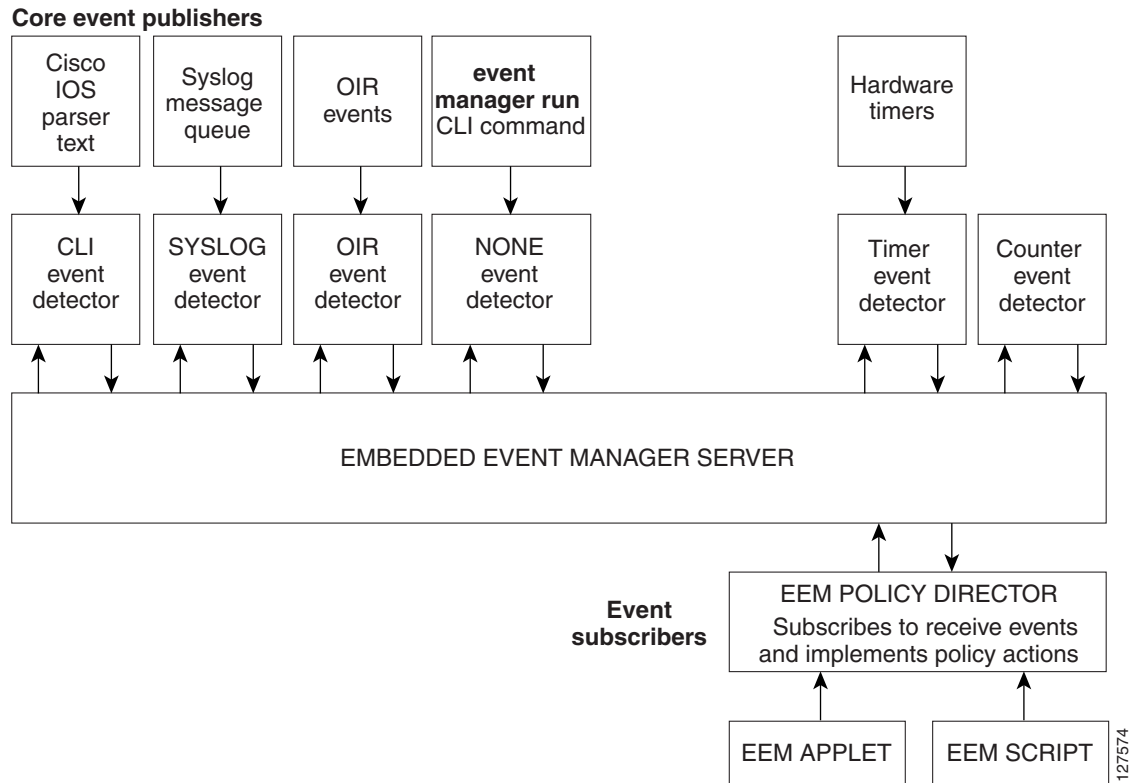 Core event publishers
Cisco
IOS
parser
text
Syslog
message
queue
OIR
events
event
manager run
CLI command
Hardware
timers
CLI
event
detector
SYSLOG
event
detector
OIR
event
detector
NONE
event
detector
Timer
event
detector
Counter
event
detector
EMBEDDED EVENT MANAGER SERVER
Event
subscribers
EEM POLICY DIRECTOR
Subscribes to receive events
and implements policy actions
EEM APPLET
EEM SCRIPT
127574